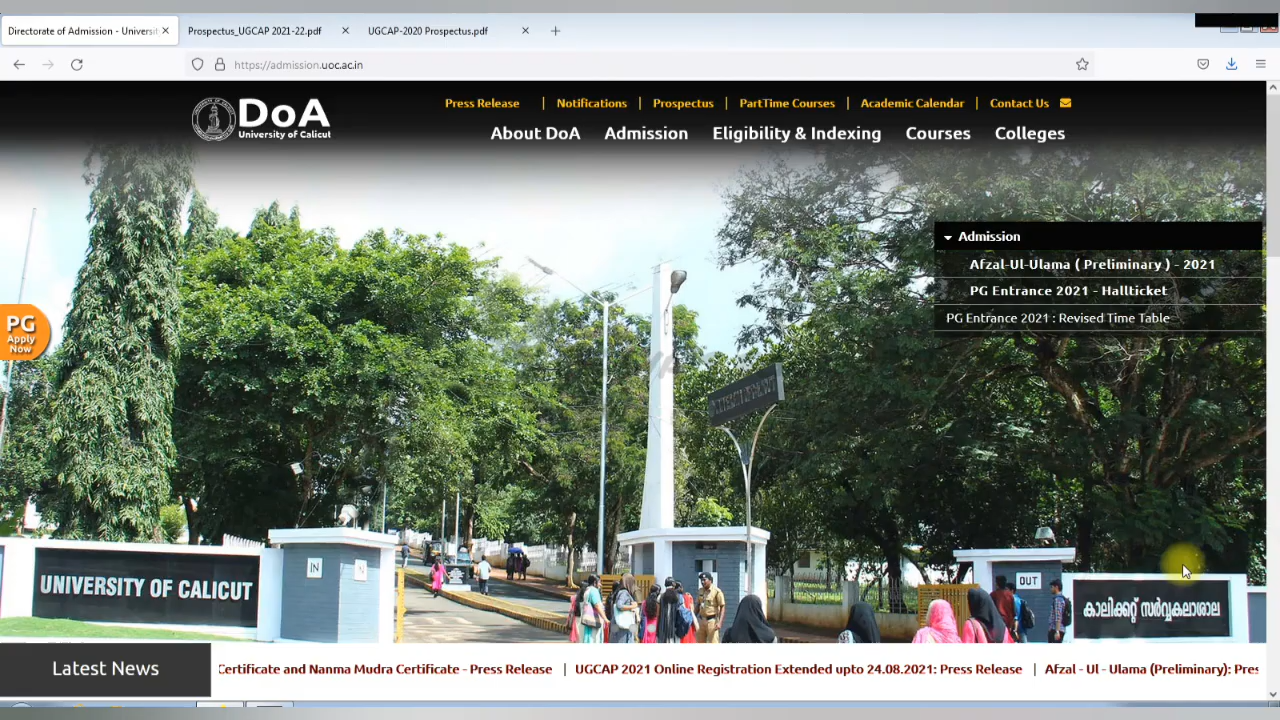 Directorate of Admission - Universit
Prospectus_UGCAP 2021-22.pdf
UGCAP-2020 Prospectus.pdf
https://admission.uoc.ac.in
DoA
University of Calicut
Press Release | Notifications | Prospectus | PartTime Courses | Academic Calendar | Contact Us
About DoA Admission Eligibility & Indexing Courses Colleges
Admission
Afzal-Ul-Ulama ( Preliminary ) - 2021
PG Entrance 2021 - Hallticket
PG Entrance 2021 : Revised Time Table
PG
Apply
Now
IN
OUT
UNIVERSITY OF CALICUT
കാലിക്കറ്റ് സർവ്വകലാശാല
Latest News
Certificate and Nanma Mudra Certificate - Press Release | UGCAP 2021 Online Registration Extended upto 24.08.2021: Press Release | Afzal - Ul - Ulama (Preliminary): Pres